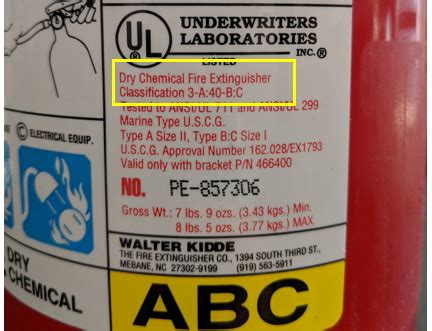 UL
UNDERWRITERS
LABORATORIES
INC.®
LISTED
Dry Chemical Fire Extinguisher
Classification 3-A:40-B:C
Tested to ANSI/UL 711 and ANSI/UL 299
Marine Type U.S.C.G.
Type A Size II, Type B:C Size I
U.S.C.G. Approval Number 162.028/EX1793
Valid only with bracket P/N 466400
NO. PE-857306
Gross Wt.: 7 lbs. 9 ozs. (3.43 kgs.) Min.
8 lbs. 5 ozs. (3.77 kgs.) MAX.
WALTER KIDDE
THE FIRE EXTINGUISHER CO., 1394 SOUTH THIRD ST.,
MEBANE, NC 27302-9199 (919) 563-5911
ABC
C ELECTRICAL EQUIP.
DRY
CHEMICAL